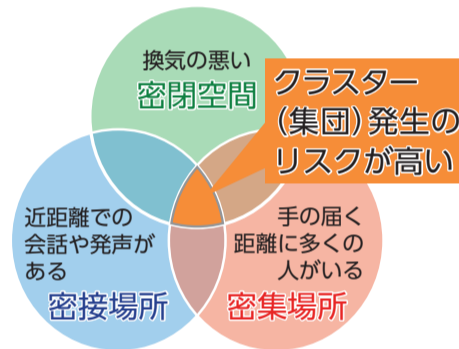 換気の悪い
密閉空間
クラスター
（集団）発生の
リスクが高い
近距離での
会話や発声が
ある
密接場所
手の届く
距離に多くの
人がいる
密集場所